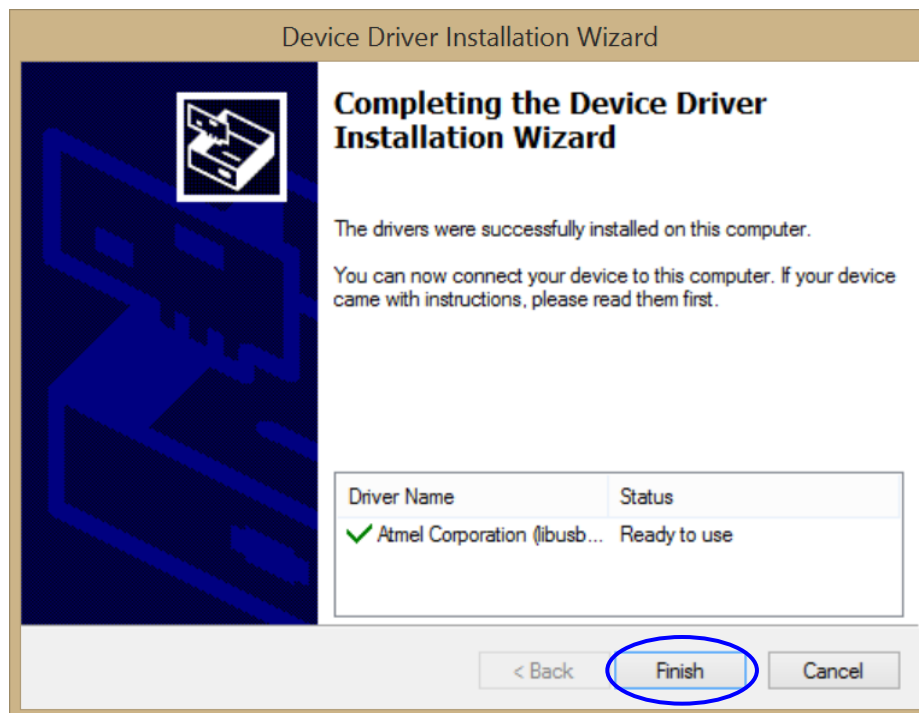 Device Driver Installation Wizard
Completing the Device Driver
Installation Wizard
The drivers were successfully installed on this computer.
You can now connect your device to this computer. If your device
came with instructions, please read them first.
Driver Name Status
Atmel Corporation (libusb... Ready to use
< Back Finish Cancel